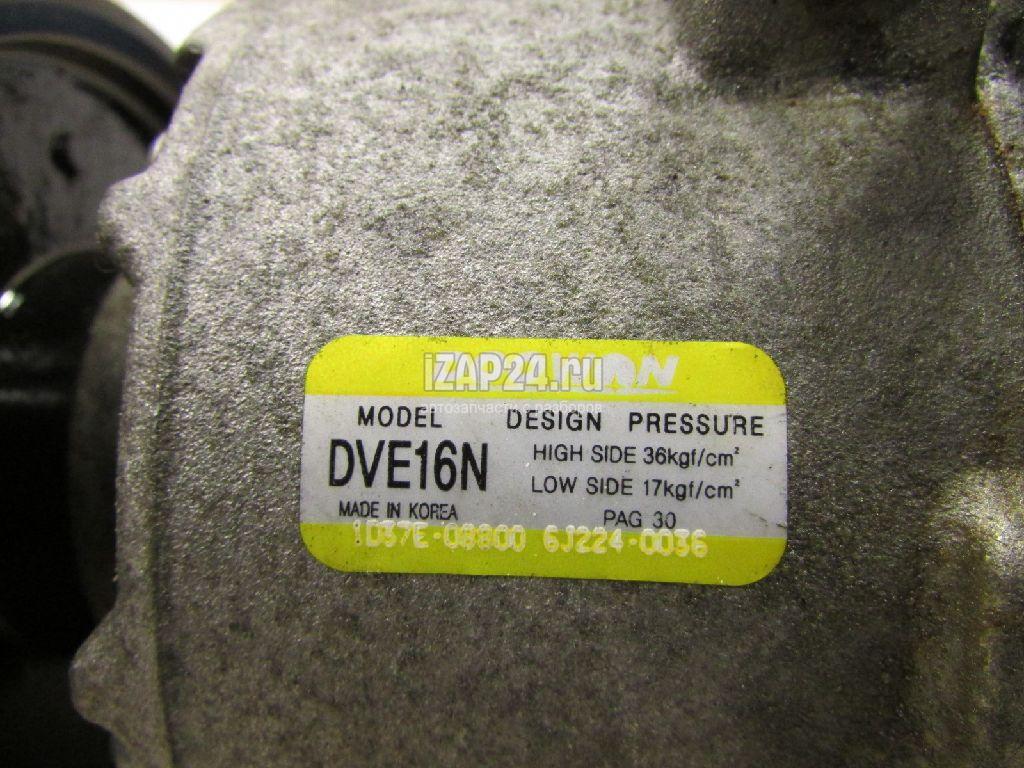 iZAP24.ru
автозапчасти с разборов
MODEL DESIGN PRESSURE
DVE16N HIGH SIDE 36kgf/cm²
LOW SIDE 17kgf/cm²
MADE IN KOREA PAG 30
1D37E-08800 6J224-0036